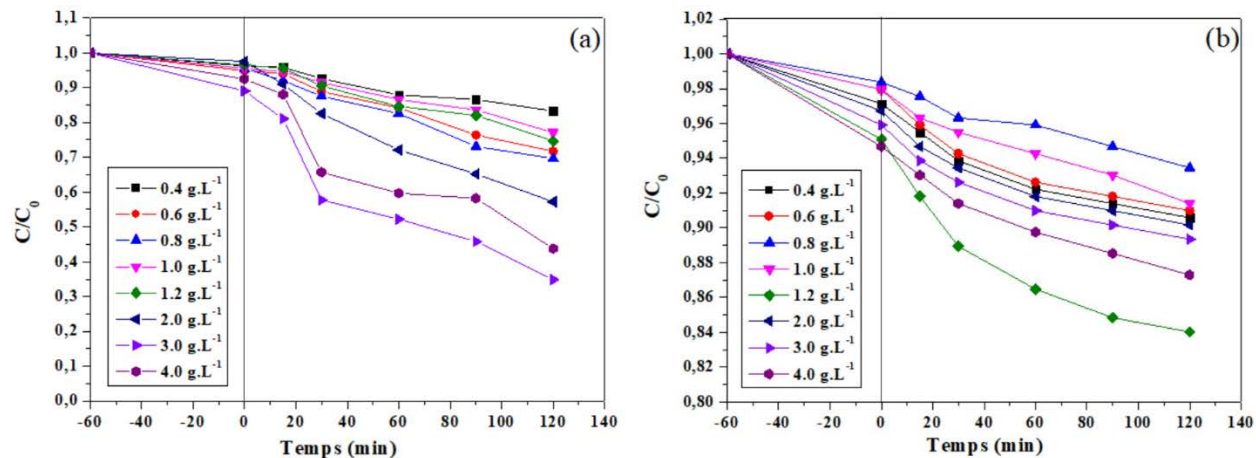 (a)
C/C₀
1,1
1,0
0,9
0,8
0,7
0,6
0,5
0,4
0,3
0,2
0,1
0,0
0.4 g.L⁻¹
0.6 g.L⁻¹
0.8 g.L⁻¹
1.0 g.L⁻¹
1.2 g.L⁻¹
2.0 g.L⁻¹
3.0 g.L⁻¹
4.0 g.L⁻¹
-60 -40 -20 0 20 40 60 80 100 120 140
Temps (min)
(b)
C/C₀
1,02
1,00
0,98
0,96
0,94
0,92
0,90
0,88
0,86
0,84
0,82
0,80
0.4 g.L⁻¹
0.6 g.L⁻¹
0.8 g.L⁻¹
1.0 g.L⁻¹
1.2 g.L⁻¹
2.0 g.L⁻¹
3.0 g.L⁻¹
4.0 g.L⁻¹
-60 -40 -20 0 20 40 60 80 100 120 140
Temps (min)